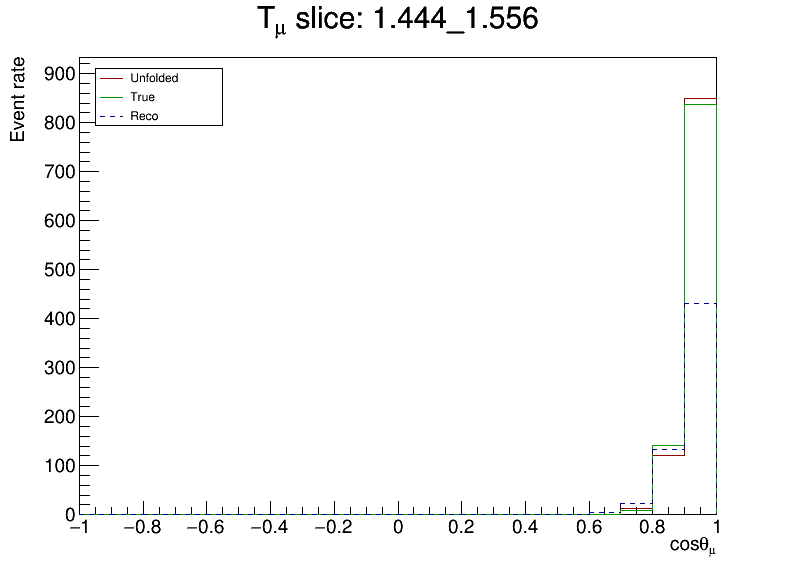 Tμ slice: 1.444_1.556
Event rate
900
800
700
600
500
400
300
200
100
0
Unfolded
True
Reco
−1 −0.8 −0.6 −0.4 −0.2 0 0.2 0.4 0.6 0.8 1
cosθμ